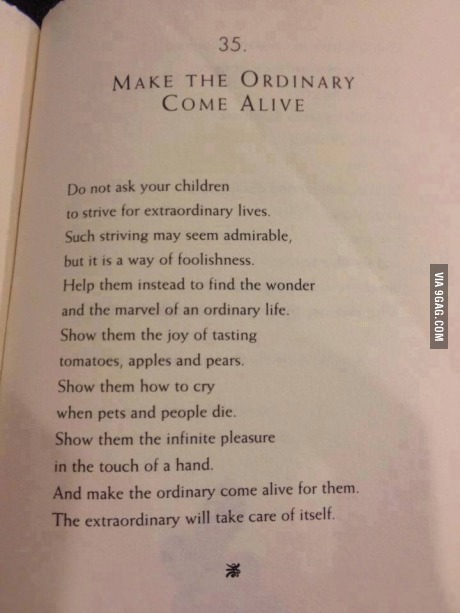 35.
MAKE THE ORDINARY
COME ALIVE
Do not ask your children
to strive for extraordinary lives.
Such striving may seem admirable,
but it is a way of foolishness.
Help them instead to find the wonder
and the marvel of an ordinary life.
Show them the joy of tasting
tomatoes, apples and pears.
Show them how to cry
when pets and people die.
Show them the infinite pleasure
in the touch of a hand.
And make the ordinary come alive for them.
The extraordinary will take care of itself.
VIA 9GAG.COM